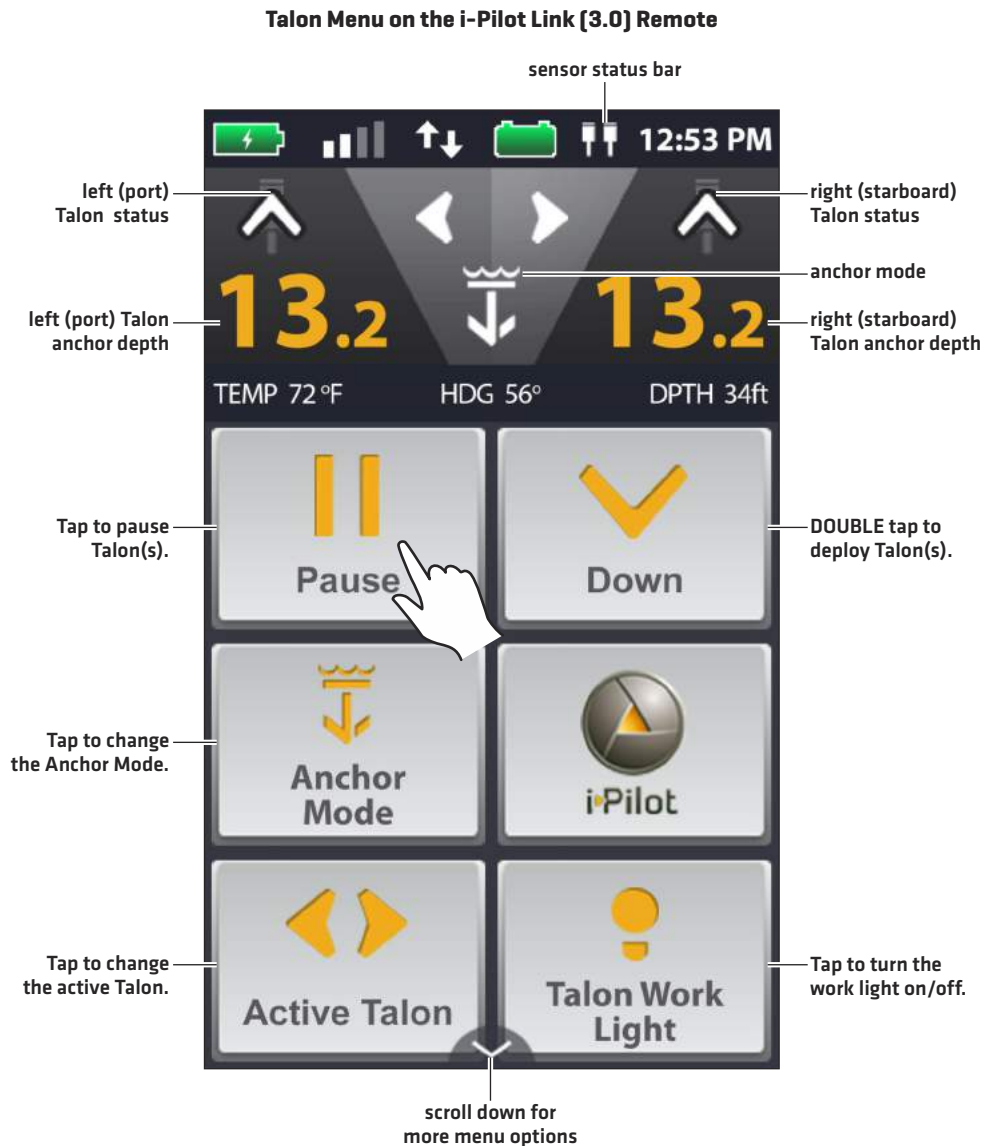 Talon Menu on the i-Pilot Link (3.0) Remote
sensor status bar
12:53 PM
left (port)
Talon status
right (starboard)
Talon status
anchor mode
13.2
13.2
left (port) Talon
anchor depth
right (starboard)
Talon anchor depth
TEMP 72 °F
HDG 56°
DPTH 34ft
Tap to pause
Talon(s).
Pause
Down
DOUBLE tap to
deploy Talon(s).
Tap to change
the Anchor Mode.
Anchor
Mode
i-Pilot
Tap to change
the active Talon.
Active Talon
Talon Work
Light
Tap to turn the
work light on/off.
scroll down for
more menu options